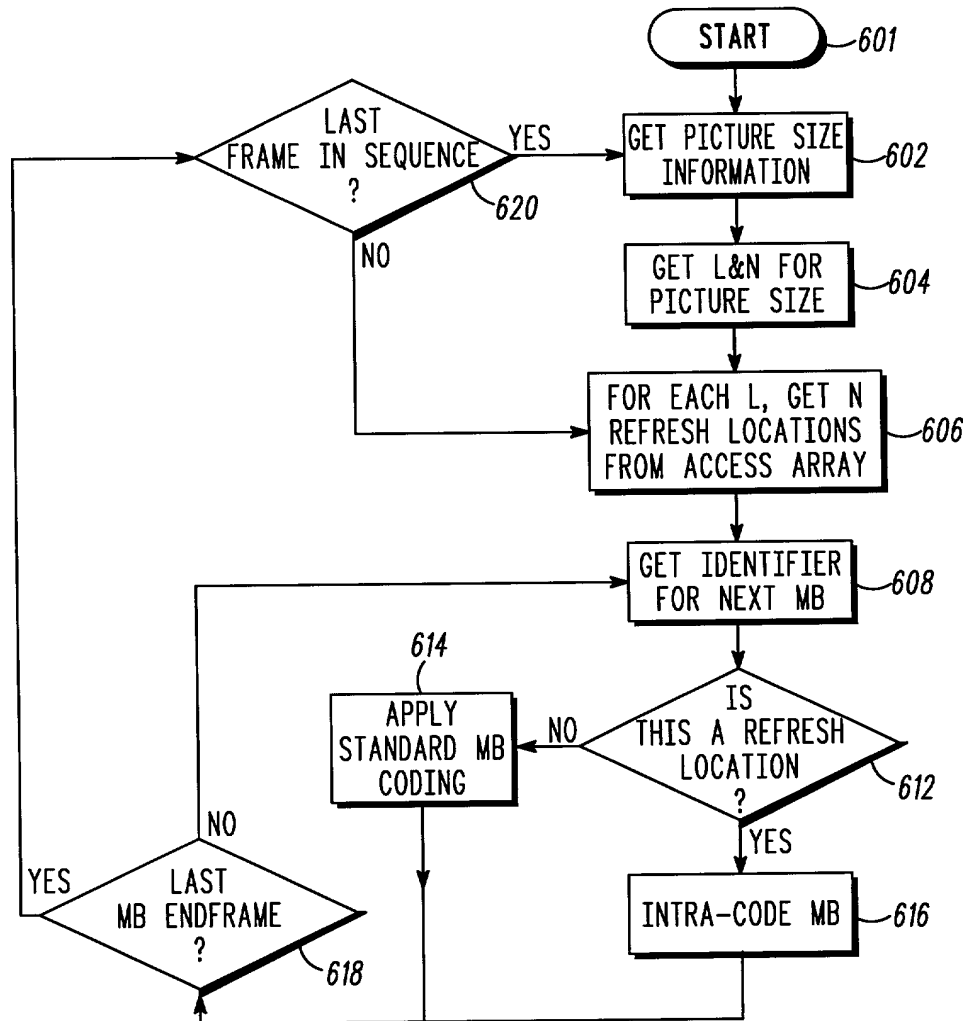 START
601
LAST
FRAME IN SEQUENCE
?
YES
620
NO
GET PICTURE SIZE
INFORMATION
602
GET L&N FOR
PICTURE SIZE
604
FOR EACH L, GET N
REFRESH LOCATIONS
FROM ACCESS ARRAY
606
GET IDENTIFIER
FOR NEXT MB
608
IS
THIS A REFRESH
LOCATION
?
612
NO
YES
614
APPLY
STANDARD MB
CODING
INTRA-CODE MB
616
NO
YES
LAST
MB ENDFRAME
?
618